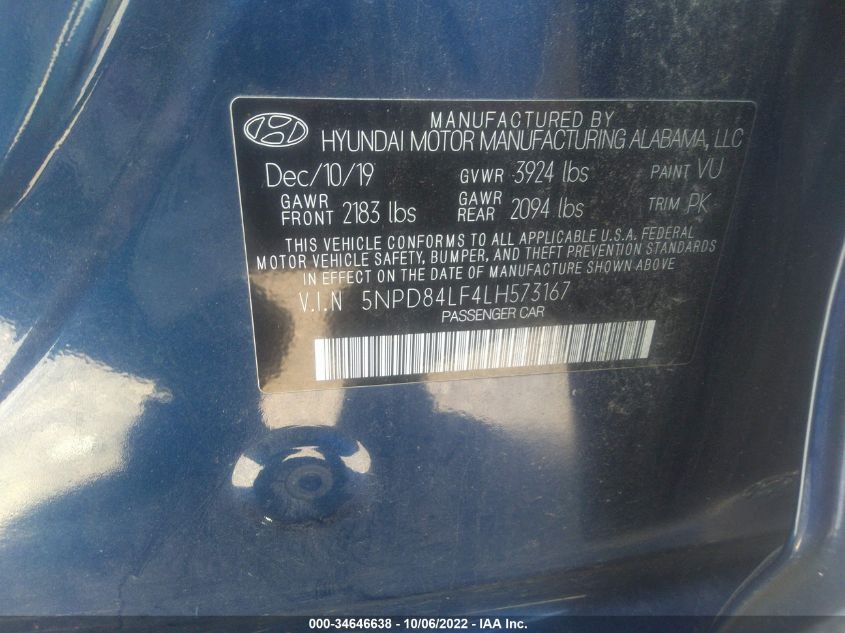 MANUFACTURED BY
HYUNDAI MOTOR MANUFACTURING ALABAMA, LLC
Dec/10/19 GVWR 3924 lbs PAINT VU
GAWR FRONT 2183 lbs GAWR REAR 2094 lbs TRIM PK
THIS VEHICLE CONFORMS TO ALL APPLICABLE U.S.A. FEDERAL
MOTOR VEHICLE SAFETY, BUMPER, AND THEFT PREVENTION STANDARDS
IN EFFECT ON THE DATE OF MANUFACTURE SHOWN ABOVE
V.I.N 5NPD84LF4LH573167
PASSENGER CAR
000-34646638 - 10/06/2022 - IAA Inc.